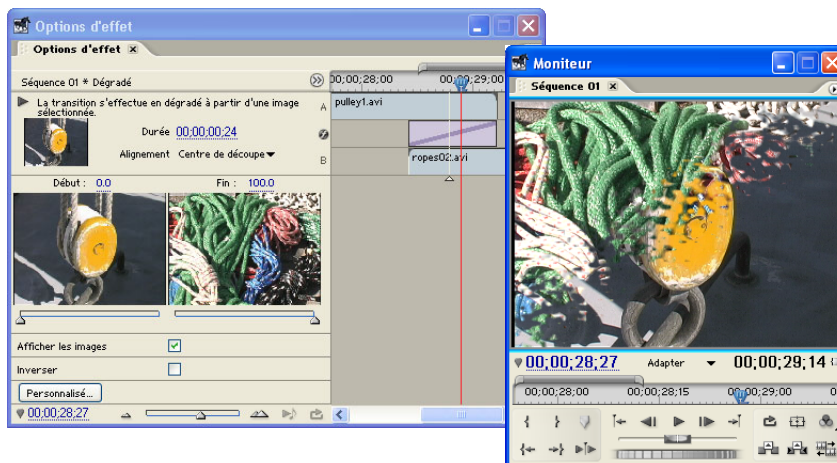 Options d'effet
Options d'effet
Séquence 01 * Dégradé
La transition s'effectue en dégradé à partir d'une image
sélectionnée.
Durée 00;00;00;24
Alignement Centre de découpe
Début : 0.0
Fin : 100.0
Afficher les images
Inverser
Personnalisé...
00;00;28;27
00;00;28;00
00;00;29;00
A
pulley1.avi
B
ropes02.avi
Moniteur
Séquence 01
00;00;28;27
Adapter
00;00;29;14
00;00;28;00
00;00;28;15
00;00;29;00